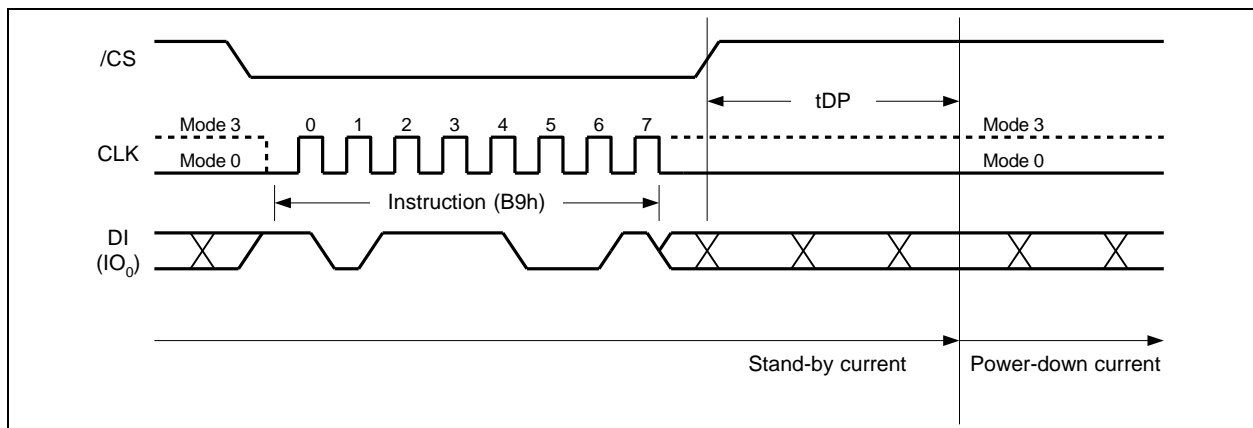 /CS
tDP
Mode 3 0 1 2 3 4 5 6 7 Mode 3
CLK
Mode 0 Mode 0
Instruction (B9h)
DI
(IO0)
Stand-by current Power-down current